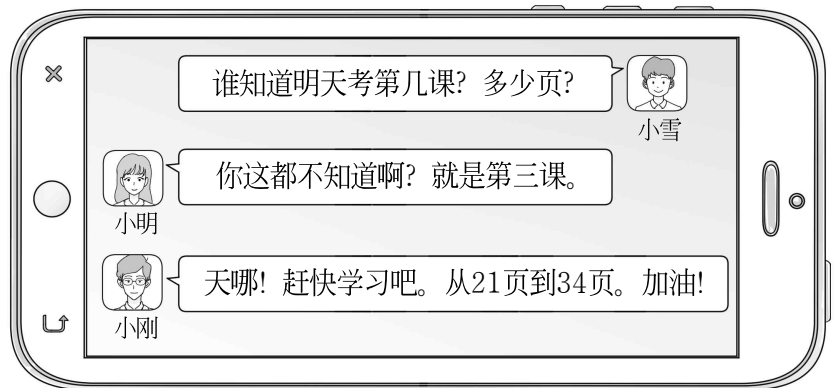 谁知道明天考第几课？多少页？
小雪
你这都不知道啊？就是第三课。
小明
天哪！赶快学习吧。从21页到34页。加油！
小刚